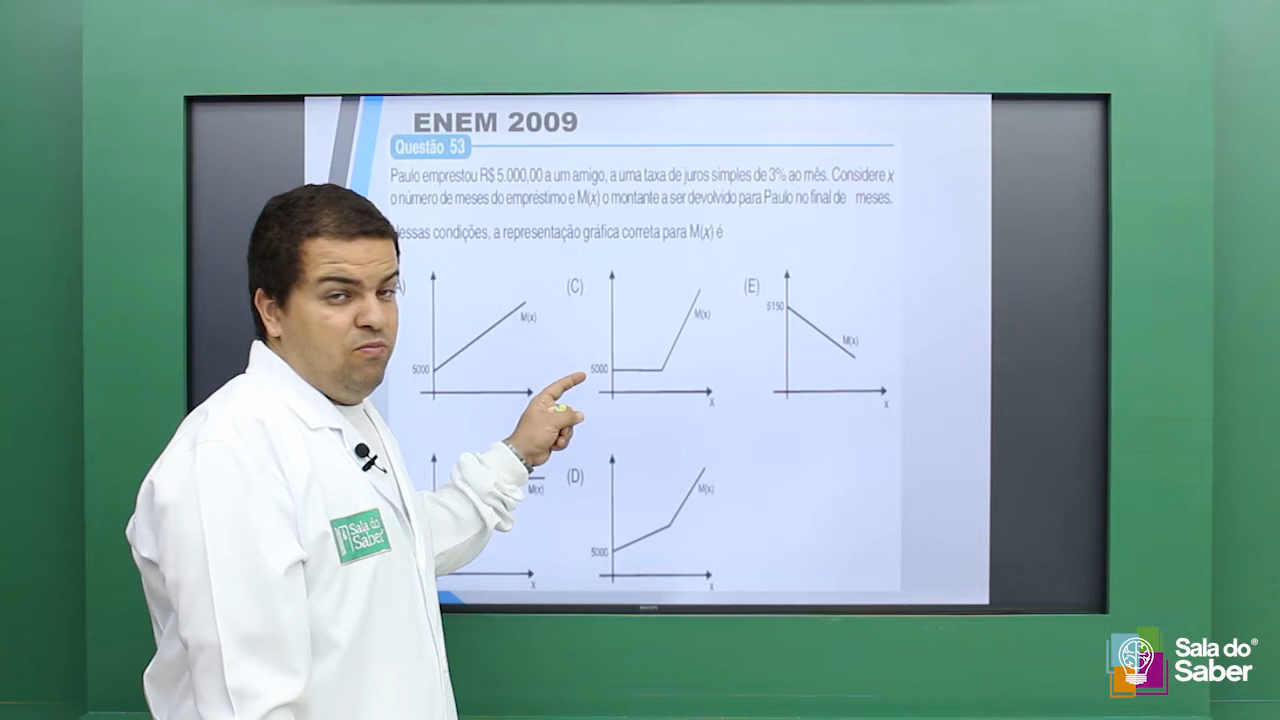 ENEM 2009
Questão 53
Paulo emprestou R$ 5.000,00 a um amigo, a uma taxa de juros simples de 3% ao mês. Considere x
o número de meses do empréstimo e M(x) o montante a ser devolvido para Paulo no final de meses.
essas condições, a representação gráfica correta para M(x) é
A)
5000
M(x)
(C)
5000
M(x)
x
(E)
5150
M(x)
x
M(x)
x
(D)
5000
M(x)
x
Sala do
Saber
Sala do®
Saber